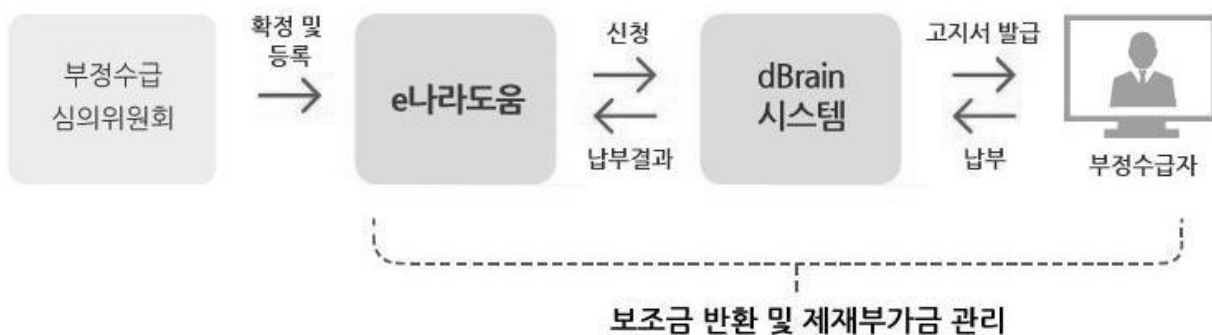 부정수급
심의위원회
확정 및
등록
e나라도움
신청
납부결과
dBrain
시스템
고지서 발급
납부
부정수급자
보조금 반환 및 제재부가금 관리